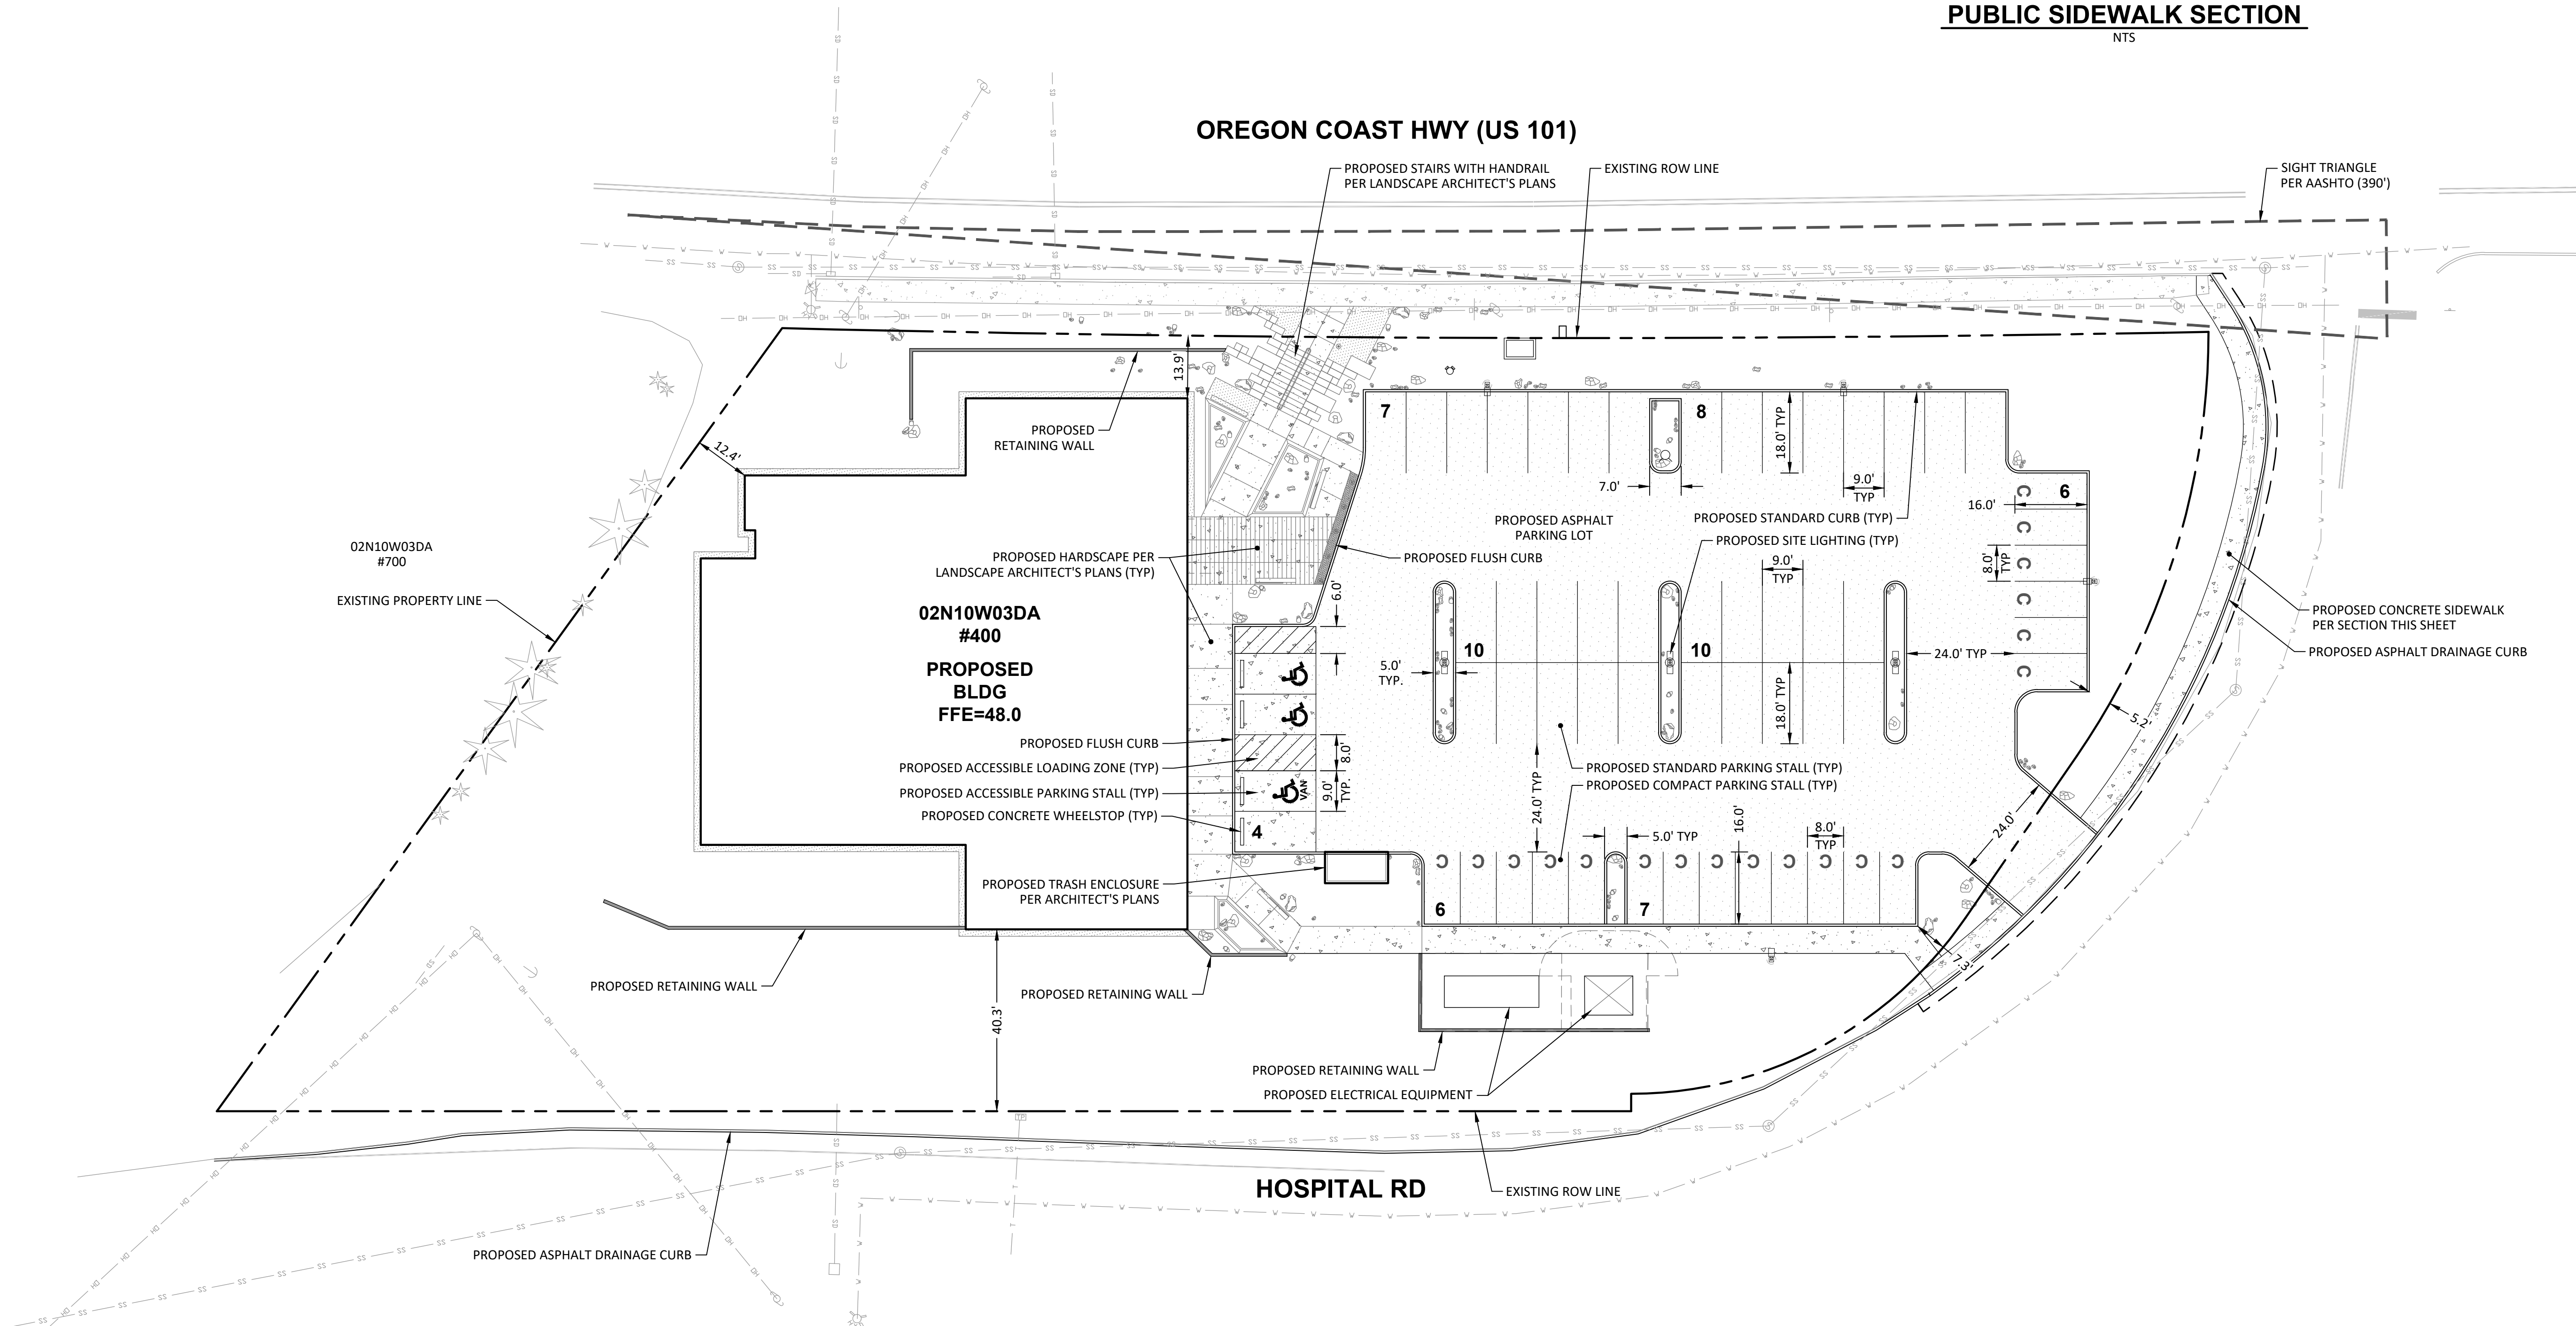 PUBLIC SIDEWALK SECTION
NTS
OREGON COAST HWY (US 101)
PROPOSED STAIRS WITH HANDRAIL
PER LANDSCAPE ARCHITECT'S PLANS
EXISTING ROW LINE
SIGHT TRIANGLE
PER AASHTO (390')
13.9'
12.4'
PROPOSED
RETAINING WALL
7
8
18.0' TYP
7.0'
9.0'
TYP
16.0'
6
C
C
C
C
C
C
02N10W03DA
#700
EXISTING PROPERTY LINE
PROPOSED ASPHALT
PARKING LOT
PROPOSED STANDARD CURB (TYP)
PROPOSED SITE LIGHTING (TYP)
PROPOSED FLUSH CURB
PROPOSED HARDSCAPE PER
LANDSCAPE ARCHITECT'S PLANS (TYP)
9.0'
TYP
8.0'
TYP
6.0'
02N10W03DA
#400
PROPOSED
BLDG
FFE=48.0
10
10
5.0'
TYP.
24.0' TYP
18.0' TYP
PROPOSED CONCRETE SIDEWALK
PER SECTION THIS SHEET
PROPOSED ASPHALT DRAINAGE CURB
5.2'
PROPOSED FLUSH CURB
PROPOSED ACCESSIBLE LOADING ZONE (TYP)
PROPOSED ACCESSIBLE PARKING STALL (TYP)
PROPOSED CONCRETE WHEELSTOP (TYP)
8.0'
9.0'
TYP.
VAN
4
24.0' TYP
PROPOSED STANDARD PARKING STALL (TYP)
PROPOSED COMPACT PARKING STALL (TYP)
5.0' TYP
16.0'
8.0'
TYP
24.0'
C
C
C
C
C
C
C
C
C
C
C
C
C
PROPOSED TRASH ENCLOSURE
PER ARCHITECT'S PLANS
6
7
7.3'
PROPOSED RETAINING WALL
PROPOSED RETAINING WALL
40.3'
PROPOSED RETAINING WALL
PROPOSED ELECTRICAL EQUIPMENT
HOSPITAL RD
EXISTING ROW LINE
PROPOSED ASPHALT DRAINAGE CURB